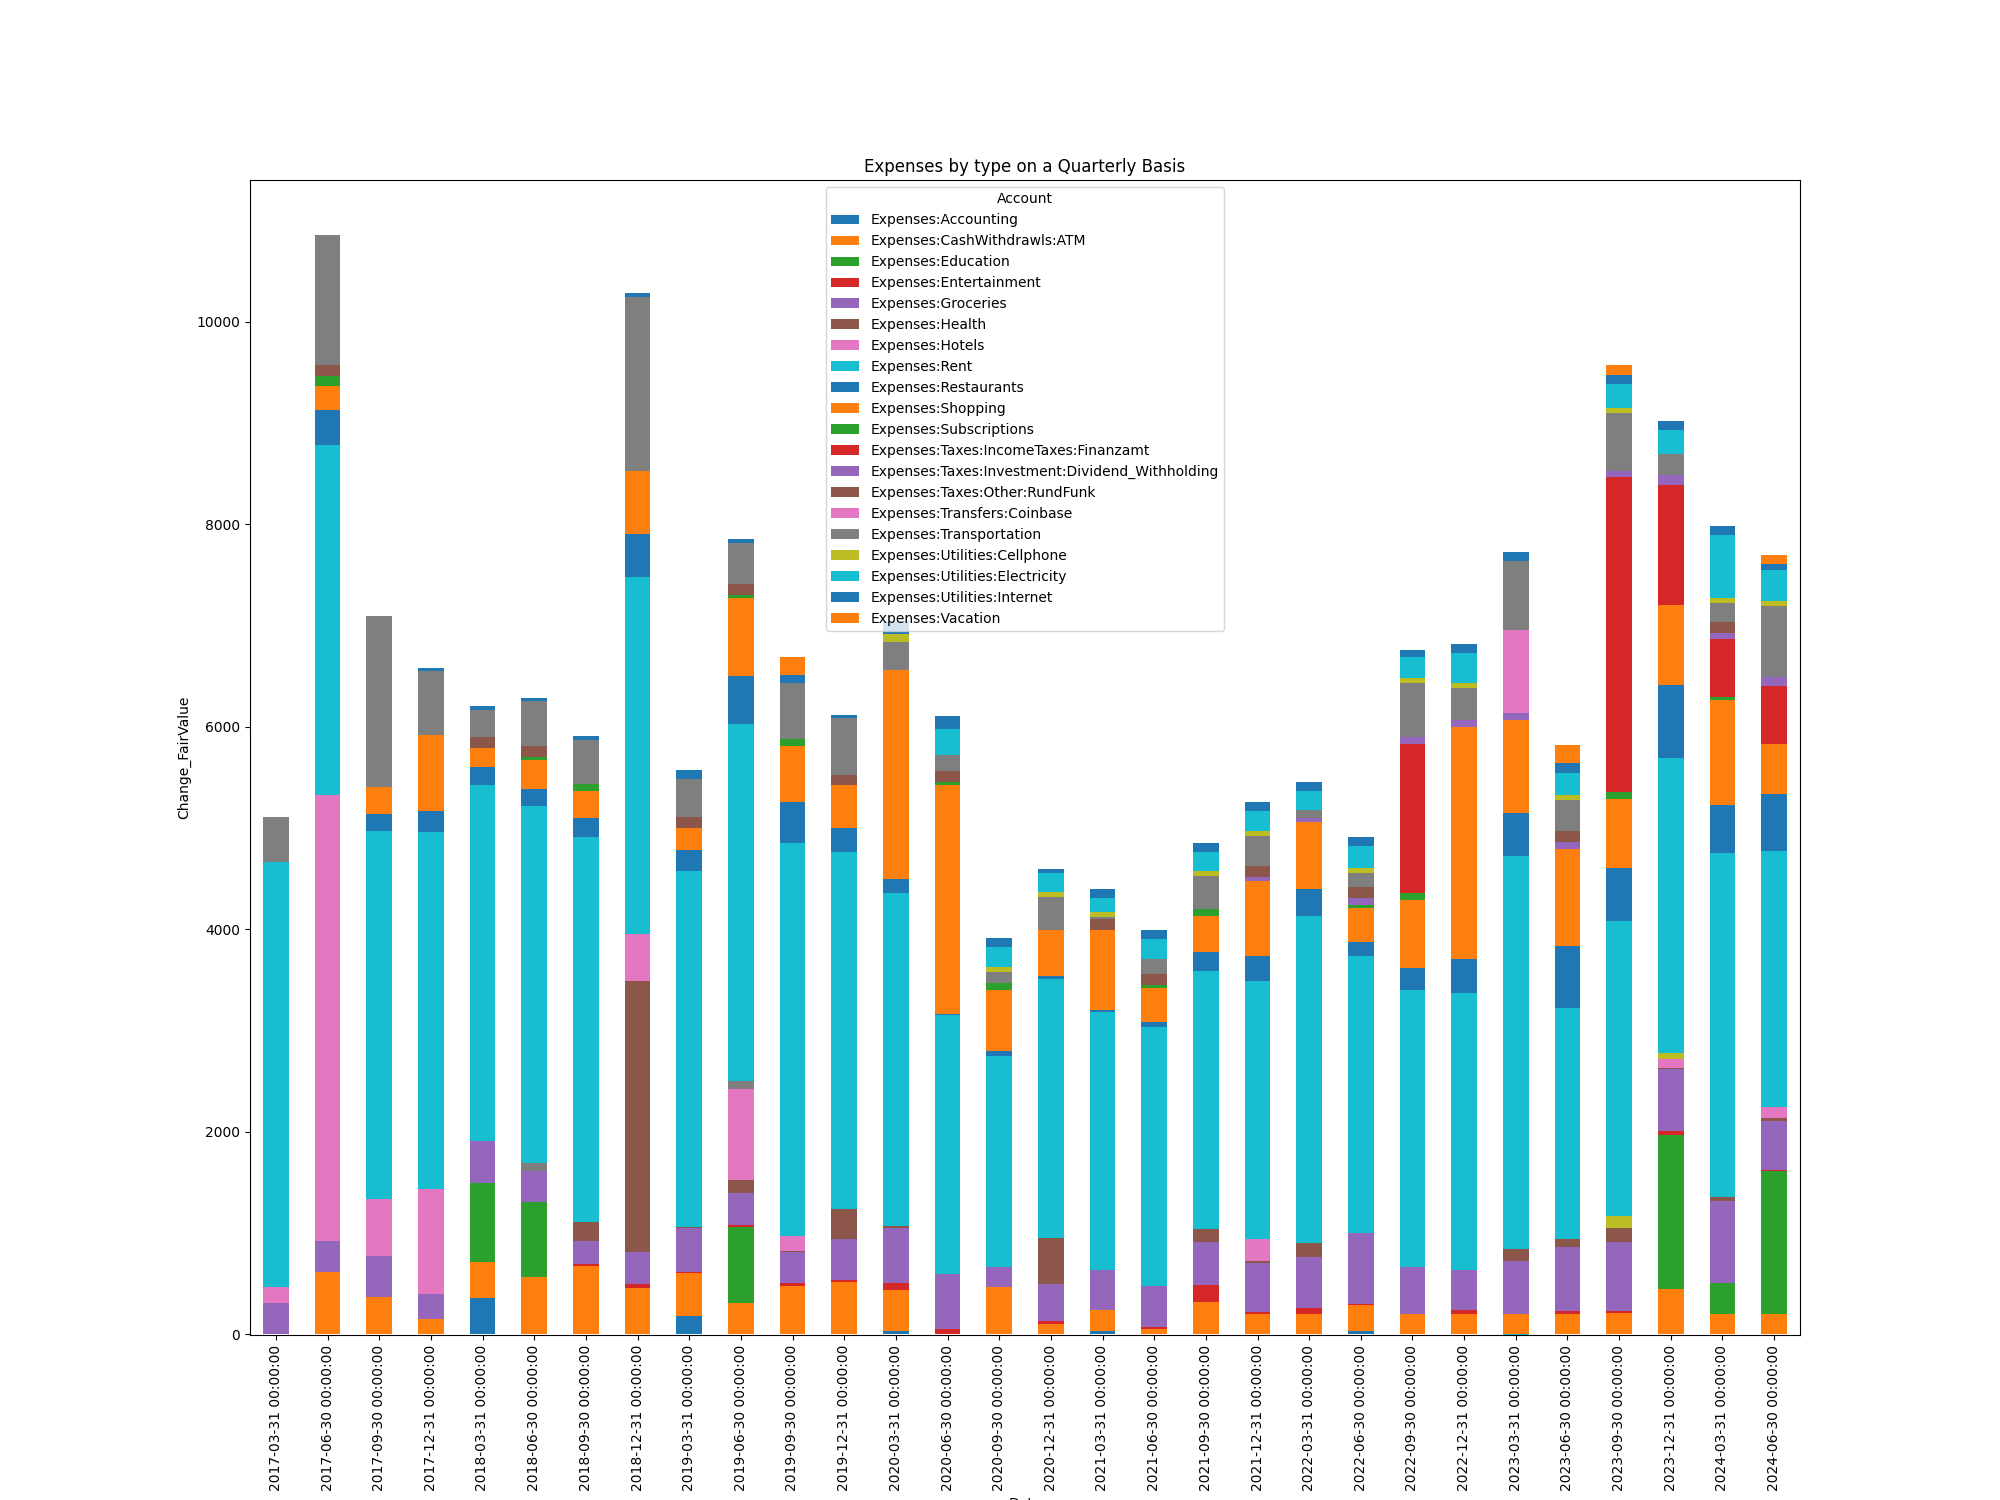 Expenses by type on a Quarterly Basis
Account
Expenses:Accounting
Expenses:CashWithdrawls:ATM
Expenses:Education
Expenses:Entertainment
Expenses:Groceries
Expenses:Health
Expenses:Hotels
Expenses:Rent
Expenses:Restaurants
Expenses:Shopping
Expenses:Subscriptions
Expenses:Taxes:IncomeTaxes:Finanzamt
Expenses:Taxes:Investment:Dividend_Withholding
Expenses:Taxes:Other:RundFunk
Expenses:Transfers:Coinbase
Expenses:Transportation
Expenses:Utilities:Cellphone
Expenses:Utilities:Electricity
Expenses:Utilities:Internet
Expenses:Vacation
Change_FairValue
10000
8000
6000
4000
2000
0
2017-03-31 00:00:00
2017-06-30 00:00:00
2017-09-30 00:00:00
2017-12-31 00:00:00
2018-03-31 00:00:00
2018-06-30 00:00:00
2018-09-30 00:00:00
2018-12-31 00:00:00
2019-03-31 00:00:00
2019-06-30 00:00:00
2019-09-30 00:00:00
2019-12-31 00:00:00
2020-03-31 00:00:00
2020-06-30 00:00:00
2020-09-30 00:00:00
2020-12-31 00:00:00
2021-03-31 00:00:00
2021-06-30 00:00:00
2021-09-30 00:00:00
2021-12-31 00:00:00
2022-03-31 00:00:00
2022-06-30 00:00:00
2022-09-30 00:00:00
2022-12-31 00:00:00
2023-03-31 00:00:00
2023-06-30 00:00:00
2023-09-30 00:00:00
2023-12-31 00:00:00
2024-03-31 00:00:00
2024-06-30 00:00:00